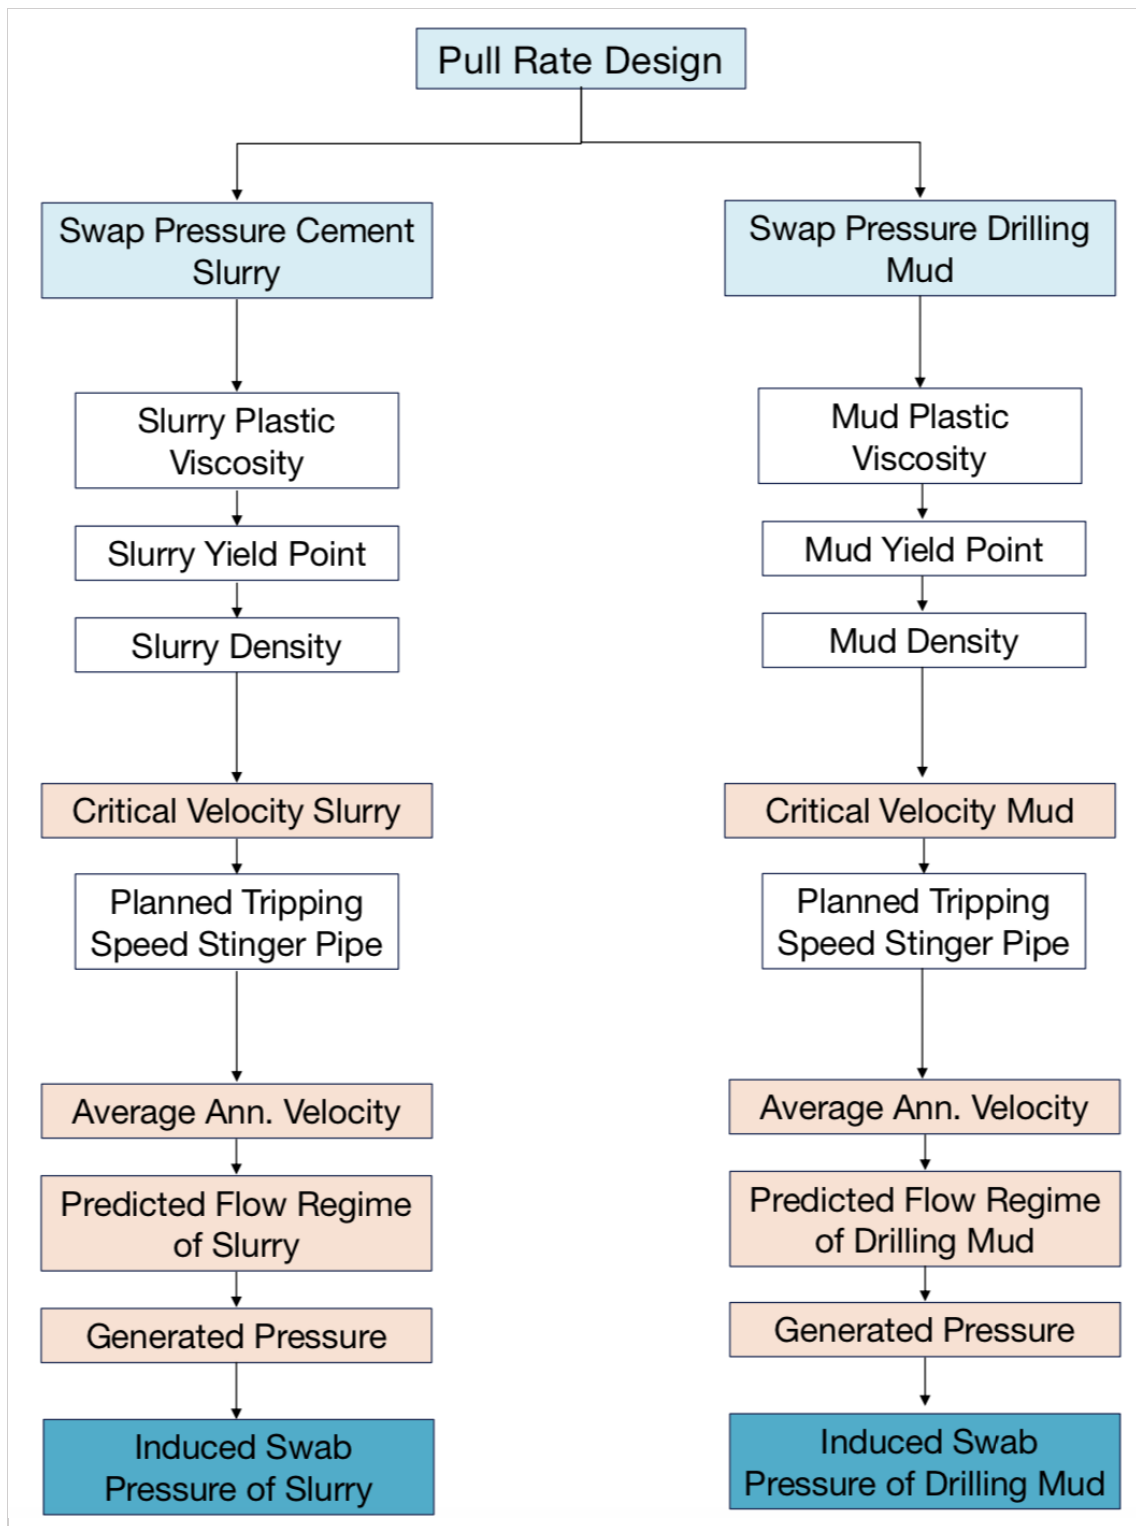 Pull Rate Design
Swap Pressure Cement
Slurry
Slurry Plastic
Viscosity
Slurry Yield Point
Slurry Density
Critical Velocity Slurry
Planned Tripping
Speed Stinger Pipe
Average Ann. Velocity
Predicted Flow Regime
of Slurry
Generated Pressure
Induced Swab
Pressure of Slurry
Swap Pressure Drilling
Mud
Mud Plastic
Viscosity
Mud Yield Point
Mud Density
Critical Velocity Mud
Planned Tripping
Speed Stinger Pipe
Average Ann. Velocity
Predicted Flow Regime
of Drilling Mud
Generated Pressure
Induced Swab
Pressure of Drilling Mud